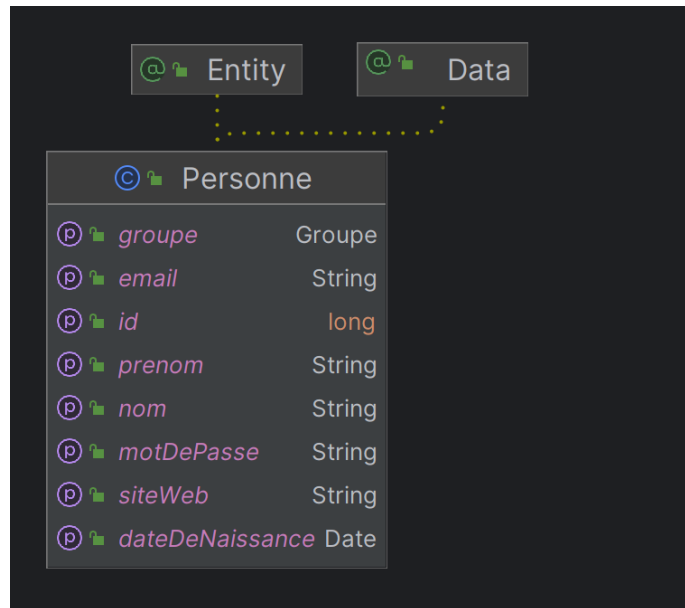 @ Entity
@ Data
C Personne
p groupe Groupe
p email String
p id long
p prenom String
p nom String
p motDePasse String
p siteWeb String
p dateDeNaissance Date